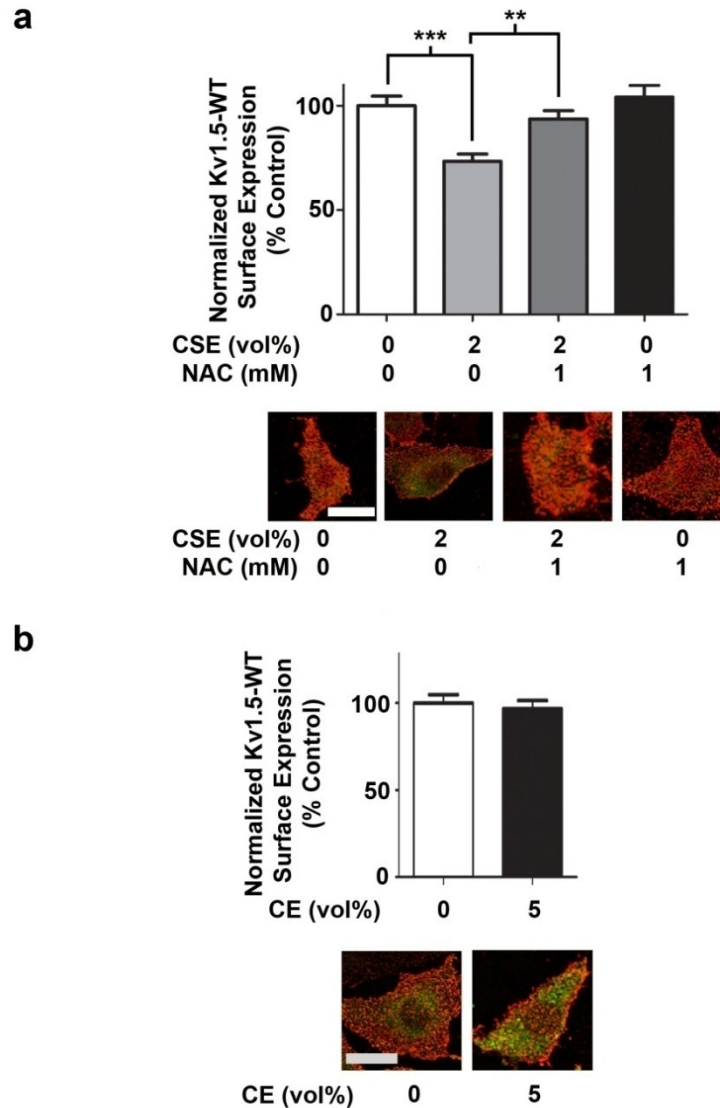 a
*** **
Normalized Kv1.5-WT
Surface Expression
(% Control)
100
50
0
CSE (vol%) 0 2 2 0
NAC (mM) 0 0 1 1
CSE (vol%) 0 2 2 0
NAC (mM) 0 0 1 1
b
Normalized Kv1.5-WT
Surface Expression
(% Control)
100
50
0
CE (vol%) 0 5
CE (vol%) 0 5